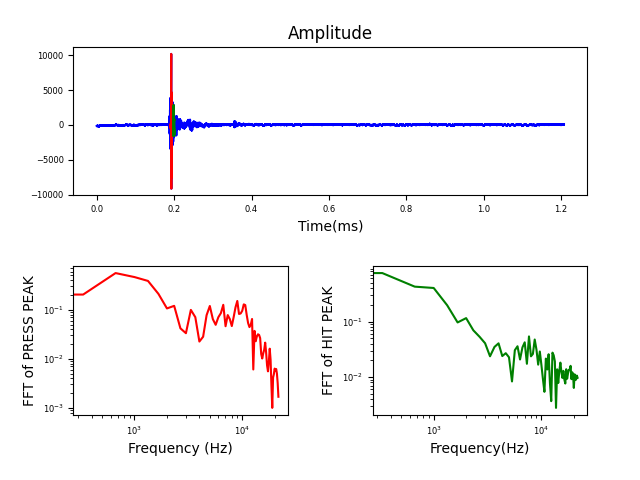 Amplitude
10000
5000
0
−5000
−10000
0.0 0.2 0.4 0.6 0.8 1.0 1.2
Time(ms)
FFT of PRESS PEAK
10⁻¹
10⁻²
10⁻³
10³ 10⁴
Frequency (Hz)
FFT of HIT PEAK
10⁻¹
10⁻²
10³ 10⁴
Frequency(Hz)